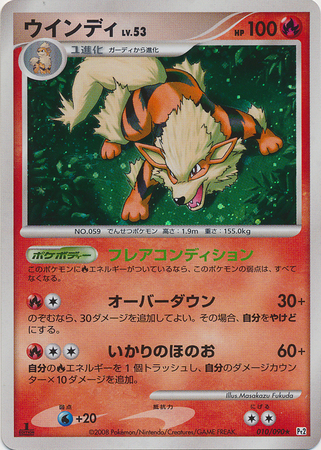 ウインディ LV.53 HP 100
1進化 ガーディから進化
NO.059 でんせつポケモン 高さ：1.9m 重さ：155.0kg
ポケボディー フレアコンディション
このポケモンに炎エネルギーがついているなら、このポケモンの弱点は、すべて
なくなる。
オーバーダウン 30+
のぞむなら、30ダメージを追加してよい。その場合、自分をやけど
にする。
いかりのほのお 60+
自分の炎エネルギーを1個トラッシュし、自分のダメージカウ
ンター×10ダメージを追加。
Illus.Masakazu Fukuda
弱点 抵抗力 にげる
+20
©2008 Pokémon/Nintendo/Creatures/GAME FREAK.
010/090
Pt2